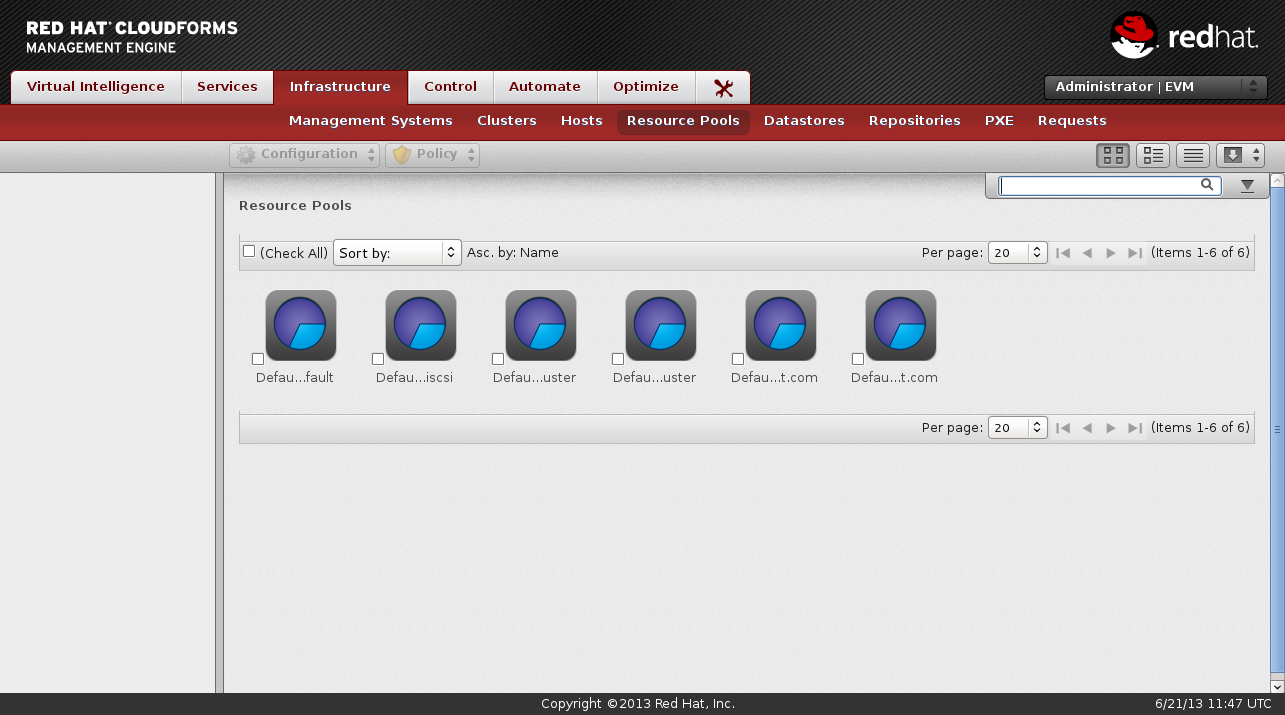 RED HAT CLOUDFORMS
MANAGEMENT ENGINE
redhat.
Virtual Intelligence Services Infrastructure Control Automate Optimize
Administrator | EVM
Management Systems Clusters Hosts Resource Pools Datastores Repositories PXE Requests
Configuration Policy
Resource Pools
(Check All) Sort by: Asc. by: Name Per page: 20 (Items 1-6 of 6)
Defau...fault Defau...iscsi Defau...uster Defau...uster Defau...t.com Defau...t.com
Per page: 20 (Items 1-6 of 6)
Copyright ©2013 Red Hat, Inc. 6/21/13 11:47 UTC